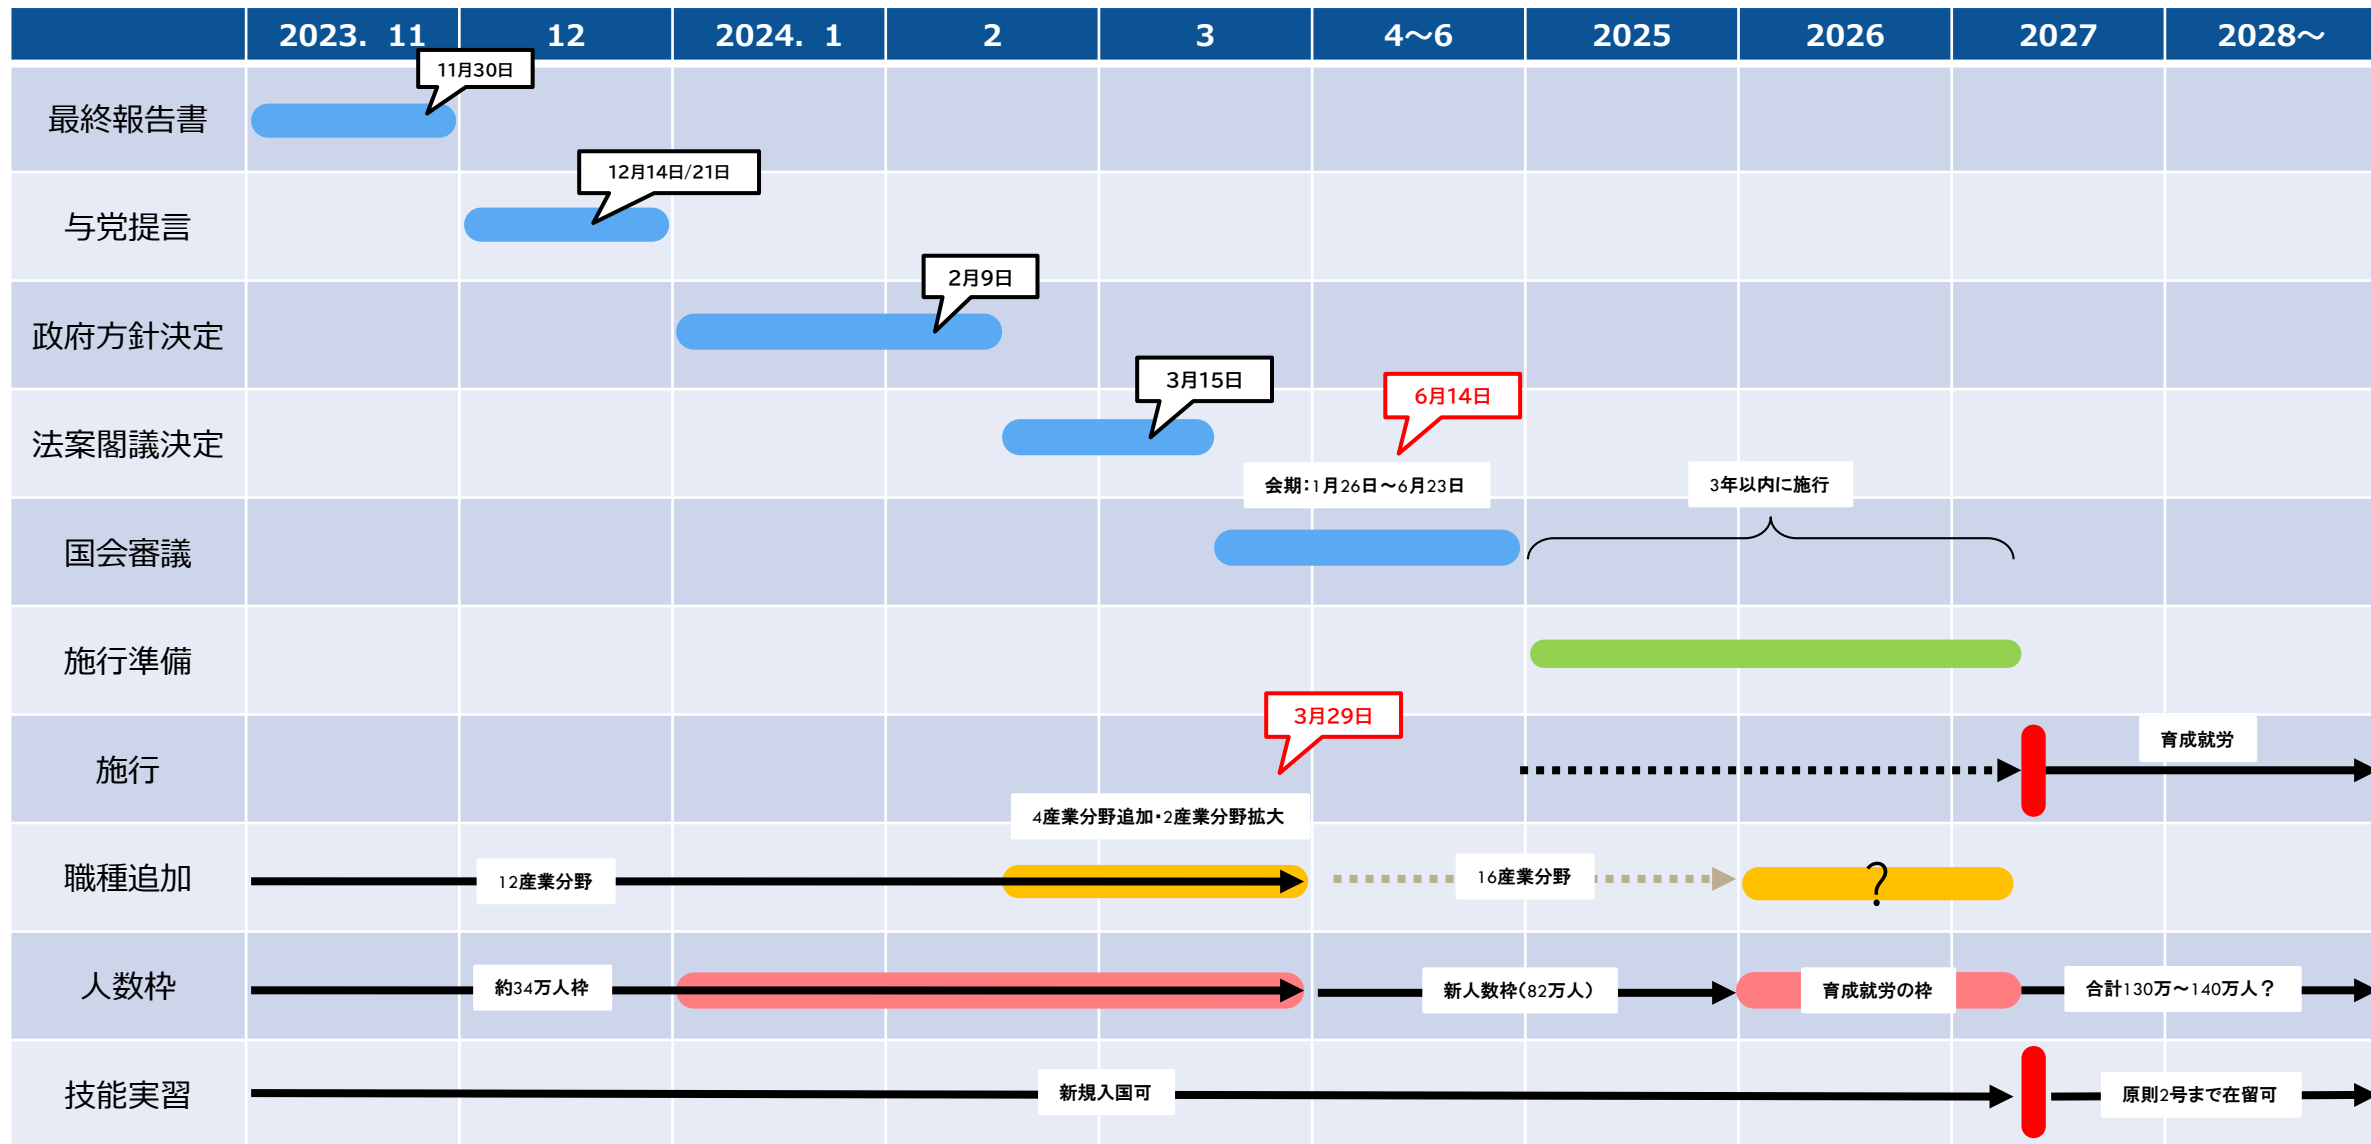 2023. 11 12 2024. 1 2 3 4～6 2025 2026 2027 2028～
11月30日
最終報告書
12月14日/21日
与党提言
2月9日
政府方針決定
3月15日
6月14日
法案閣議決定
会期：1月26日～6月23日
3年以内に施行
国会審議
施行準備
3月29日
育成就労
施行
4産業分野追加・2産業分野拡大
職種追加
12産業分野
16産業分野
?
人数枠
約34万人枠
新人数枠（82万人）
育成就労の枠
合計130万～140万人？
技能実習
新規入国可
原則2号まで在留可